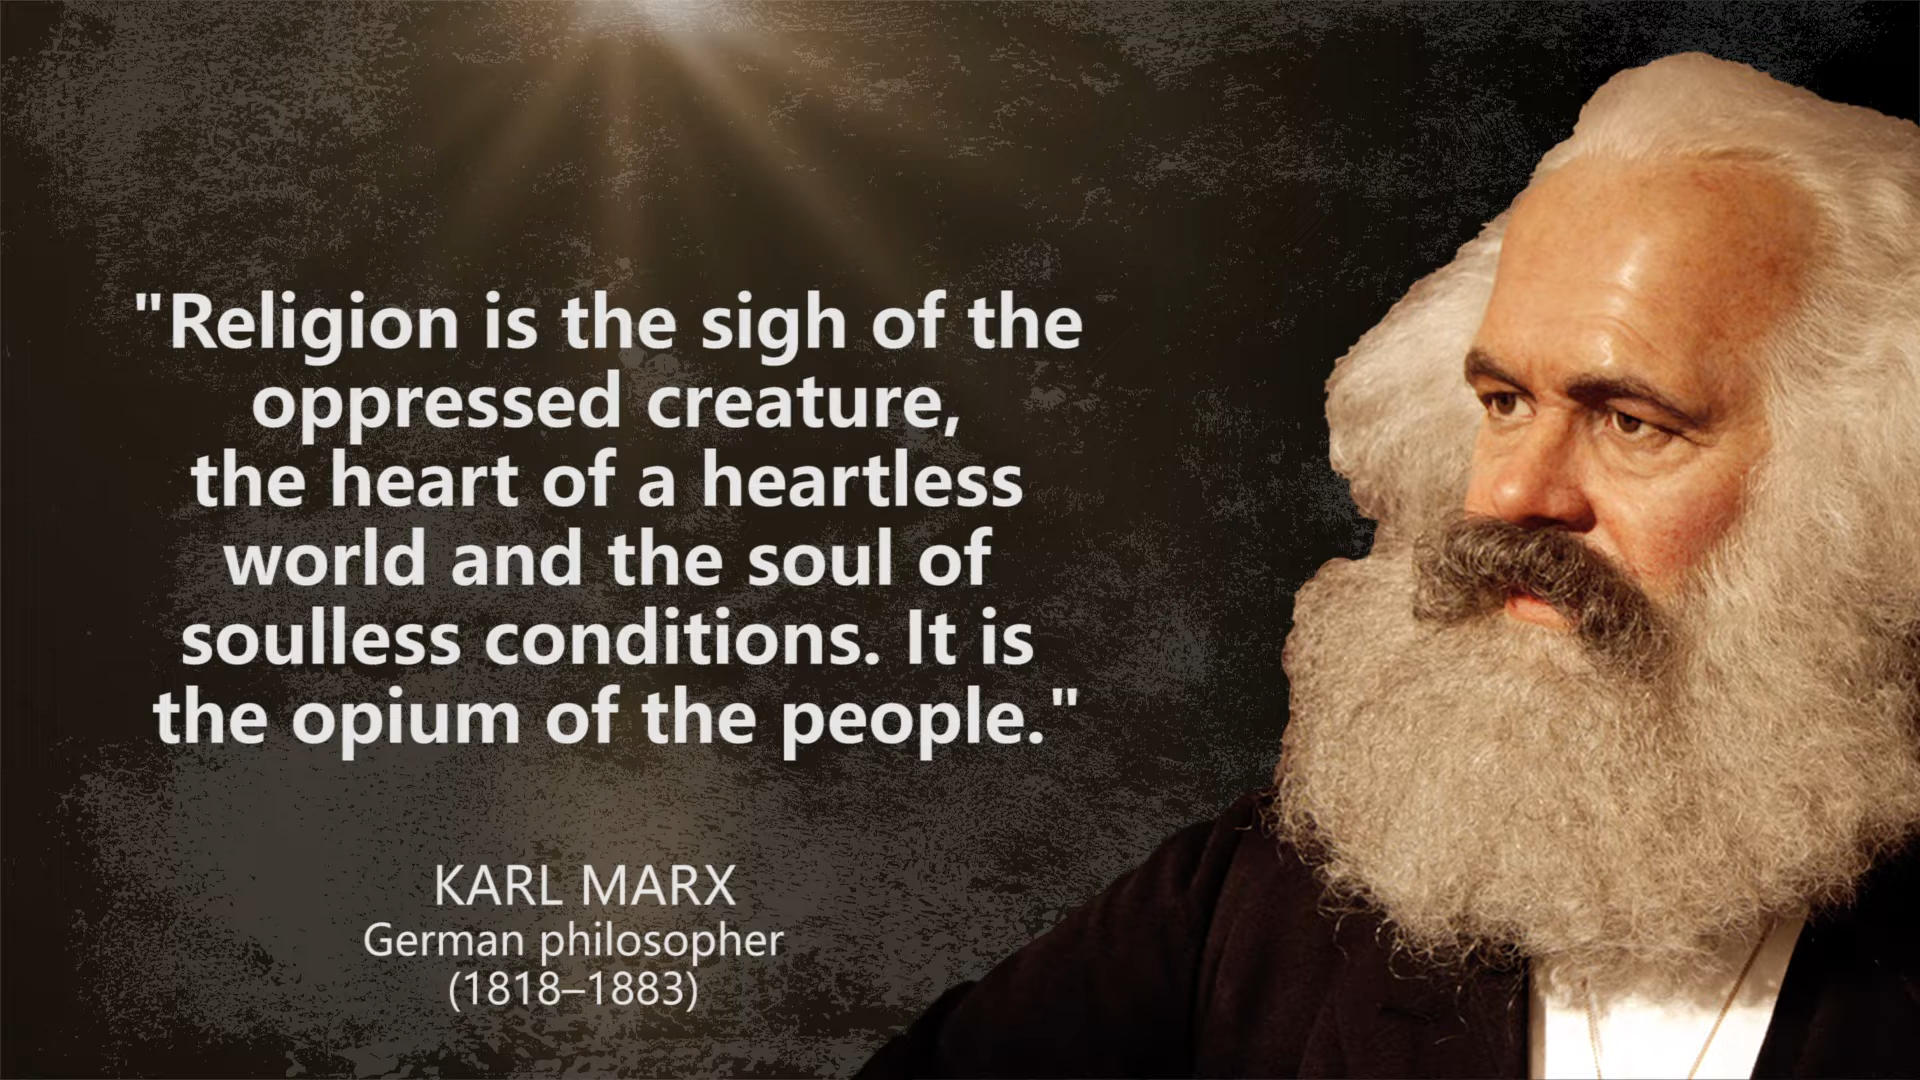 "Religion is the sigh of the
oppressed creature,
the heart of a heartless
world and the soul of
soulless conditions. It is
the opium of the people."
KARL MARX
German philosopher
(1818–1883)